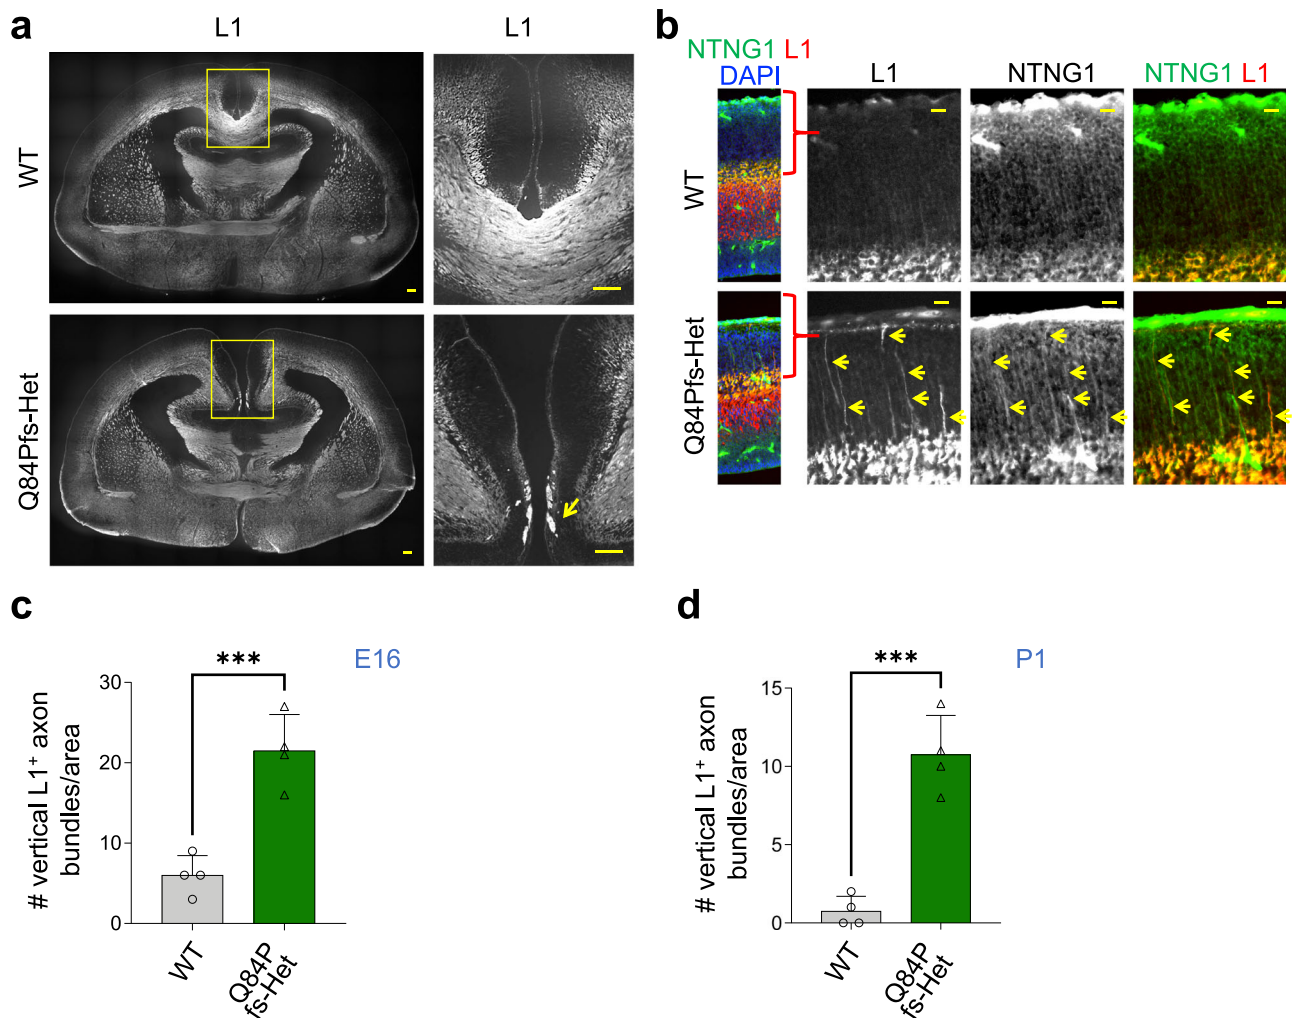 a
L1
L1
WT
Q84Pfs-Het
b
NTNG1 L1
DAPI
L1
NTNG1
NTNG1 L1
WT
Q84Pfs-Het
c
E16
***
# vertical L1⁺ axon
bundles/area
30
20
10
0
WT
Q84P
fs-Het
d
P1
***
# vertical L1⁺ axon
bundles/area
15
10
5
0
WT
Q84P
fs-Het